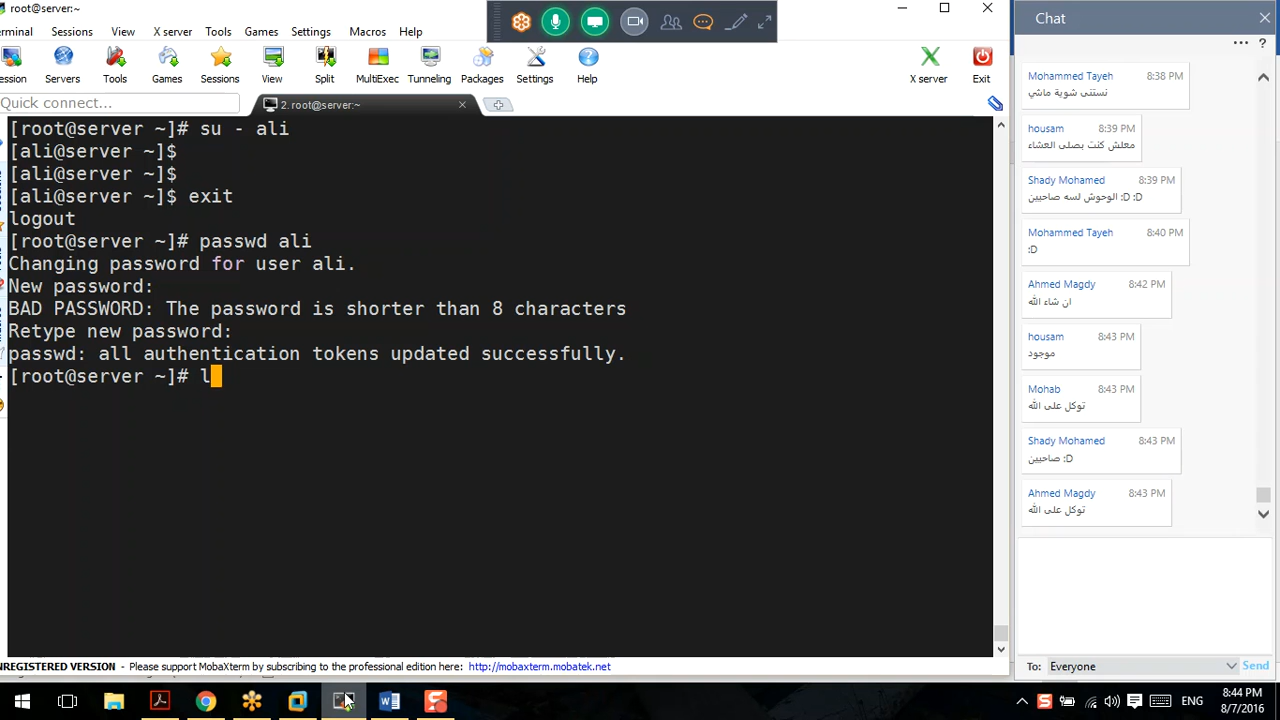 root@server:~
erminal Sessions View X server Tools Games Settings Macros Help
ession Servers Tools Games Sessions View Split MultiExec Tunneling Packages Settings Help X server Exit
Quick connect...
2. root@server:~
[root@server ~]# su - ali
[ali@server ~]$
[ali@server ~]$
[ali@server ~]$ exit
logout
[root@server ~]# passwd ali
Changing password for user ali.
New password:
BAD PASSWORD: The password is shorter than 8 characters
Retype new password:
passwd: all authentication tokens updated successfully.
[root@server ~]# l
NREGISTERED VERSION - Please support MobaXterm by subscribing to the professional edition here: http://mobaxterm.mobatek.net
Chat
Mohammed Tayeh 8:38 PM
نستنى شوية ماشي
housam 8:39 PM
معلش كنت بصلى العشاء
Shady Mohamed 8:39 PM
الوحوش لسه صاحيين :D :D
Mohammed Tayeh 8:40 PM
:D
Ahmed Magdy 8:42 PM
ان شاء الله
housam 8:43 PM
موجود
Mohab 8:43 PM
توكل على الله
Shady Mohamed 8:43 PM
صاحيين :D
Ahmed Magdy 8:43 PM
توكل على الله
To: Everyone Send
ENG
8:44 PM
8/7/2016